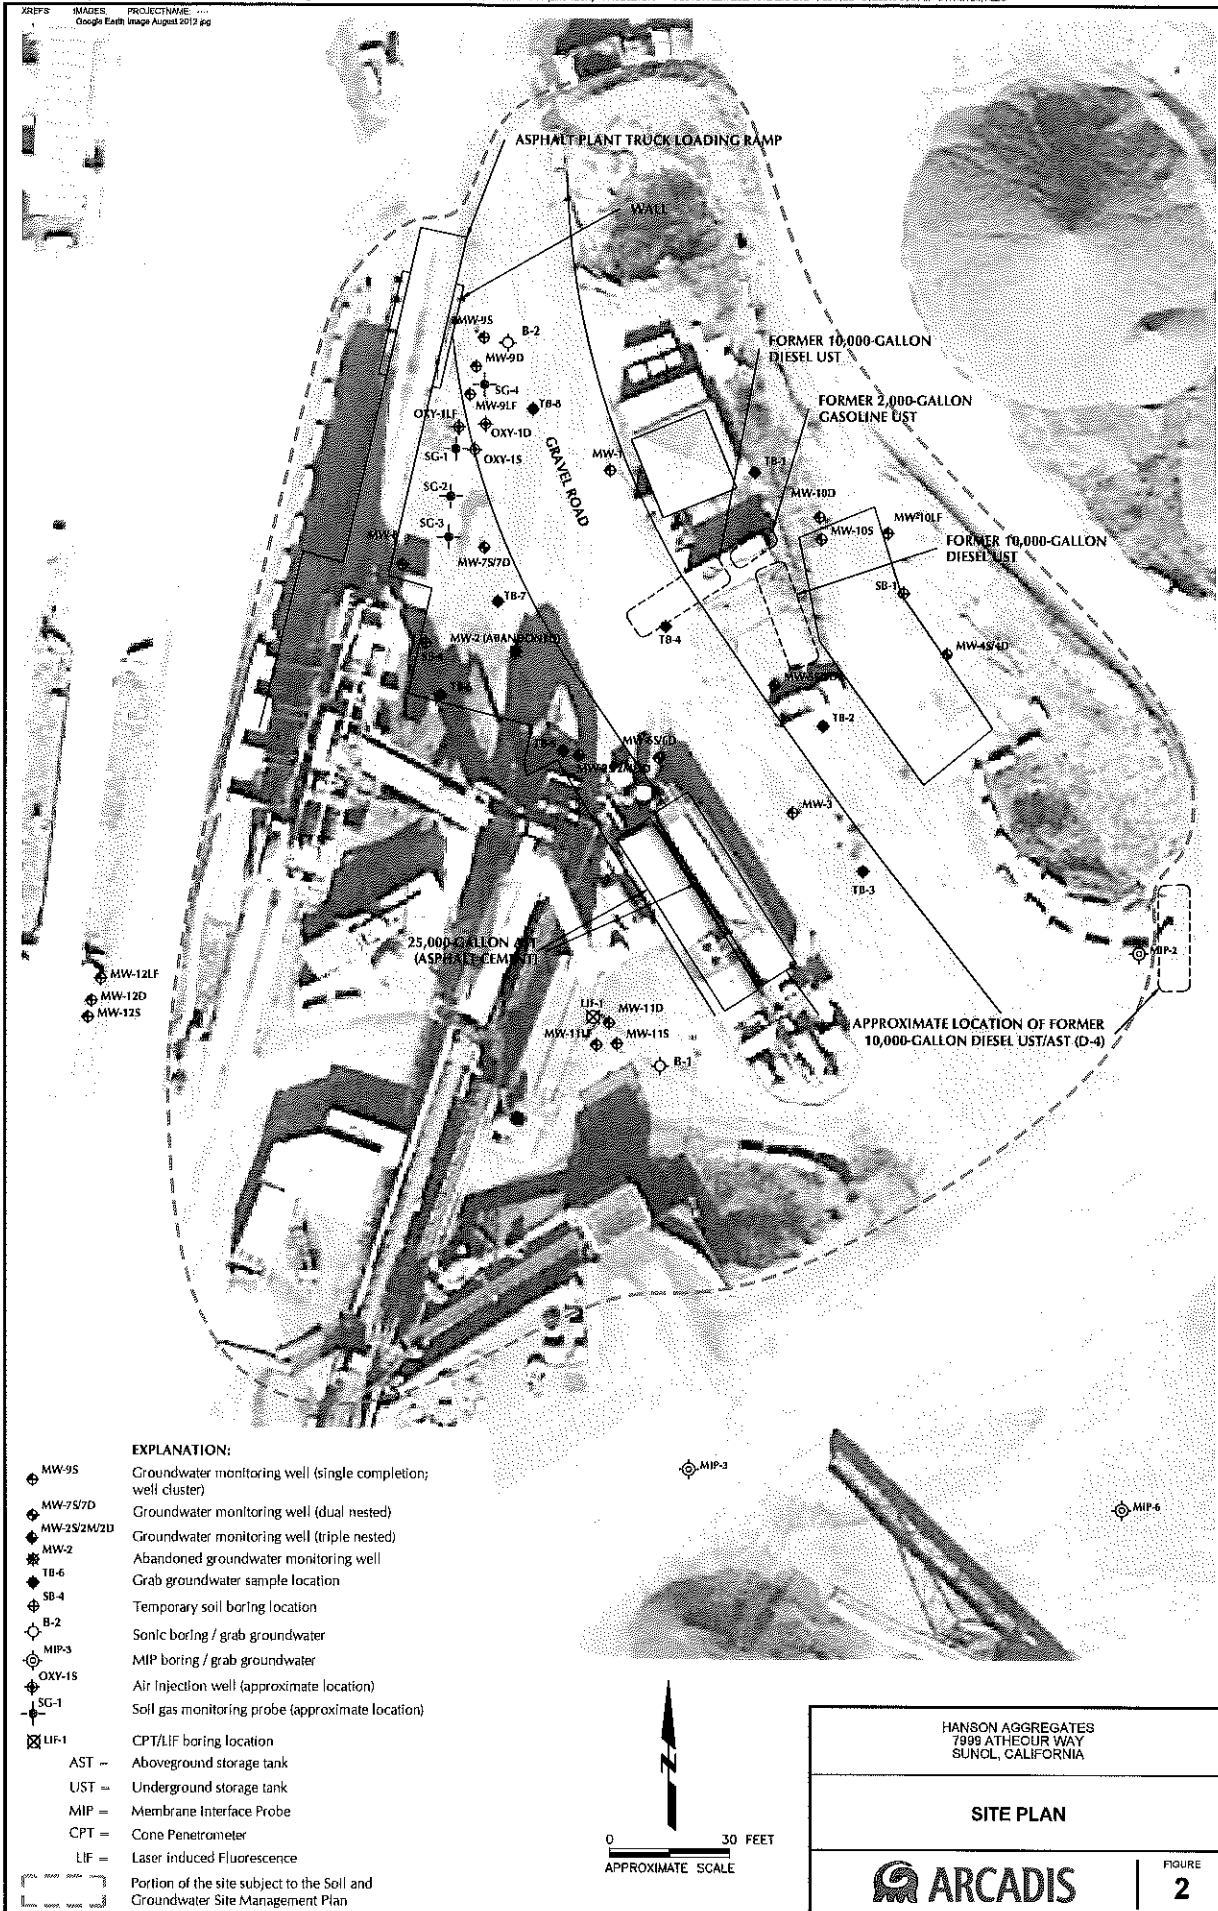 XREFS: IMAGES: PROJECTNAME: ....
Google Earth Image August 2012.jpg
ASPHALT PLANT TRUCK LOADING RAMP
WALL
MW-9S
B-2
MW-9D
SG-4
MW-9LF
TB-8
OXY-1LF
OXY-1D
SG-1
OXY-1S
GRAVEL ROAD
SG-2
SG-3
MW-7S/7D
TB-7
MW-2 (ABANDONED)
FORMER 10,000-GALLON
DIESEL UST
FORMER 2,000-GALLON
GASOLINE UST
MW-1
TB-1
MW-10D
MW-10S
MW-10LF
FORMER 10,000-GALLON
DIESEL UST
SB-1
TB-4
MW-4S/4D
TB-2
MW-6S/6D
MW-3
TB-3
25,000-GALLON AST
(ASPHALT CEMENT)
MIP-2
MW-12LF
MW-12D
MW-12S
LIF-1
MW-11D
MW-11LF
MW-11S
B-1
APPROXIMATE LOCATION OF FORMER
10,000-GALLON DIESEL UST/AST (D-4)
MIP-3
MIP-6
EXPLANATION:
MW-9S Groundwater monitoring well (single completion;
well cluster)
MW-7S/7D Groundwater monitoring well (dual nested)
MW-2S/2M/2D Groundwater monitoring well (triple nested)
MW-2 Abandoned groundwater monitoring well
TB-6 Grab groundwater sample location
SB-4 Temporary soil boring location
B-2 Sonic boring / grab groundwater
MIP-3 MIP boring / grab groundwater
OXY-1S Air injection well (approximate location)
SG-1 Soil gas monitoring probe (approximate location)
LIF-1 CPT/LIF boring location
AST = Aboveground storage tank
UST = Underground storage tank
MIP = Membrane Interface Probe
CPT = Cone Penetrometer
LIF = Laser Induced Fluorescence
Portion of the site subject to the Soil and
Groundwater Site Management Plan
N
0 30 FEET
APPROXIMATE SCALE
HANSON AGGREGATES
7999 ATHEOUR WAY
SUNOL, CALIFORNIA
SITE PLAN
ARCADIS
FIGURE
2